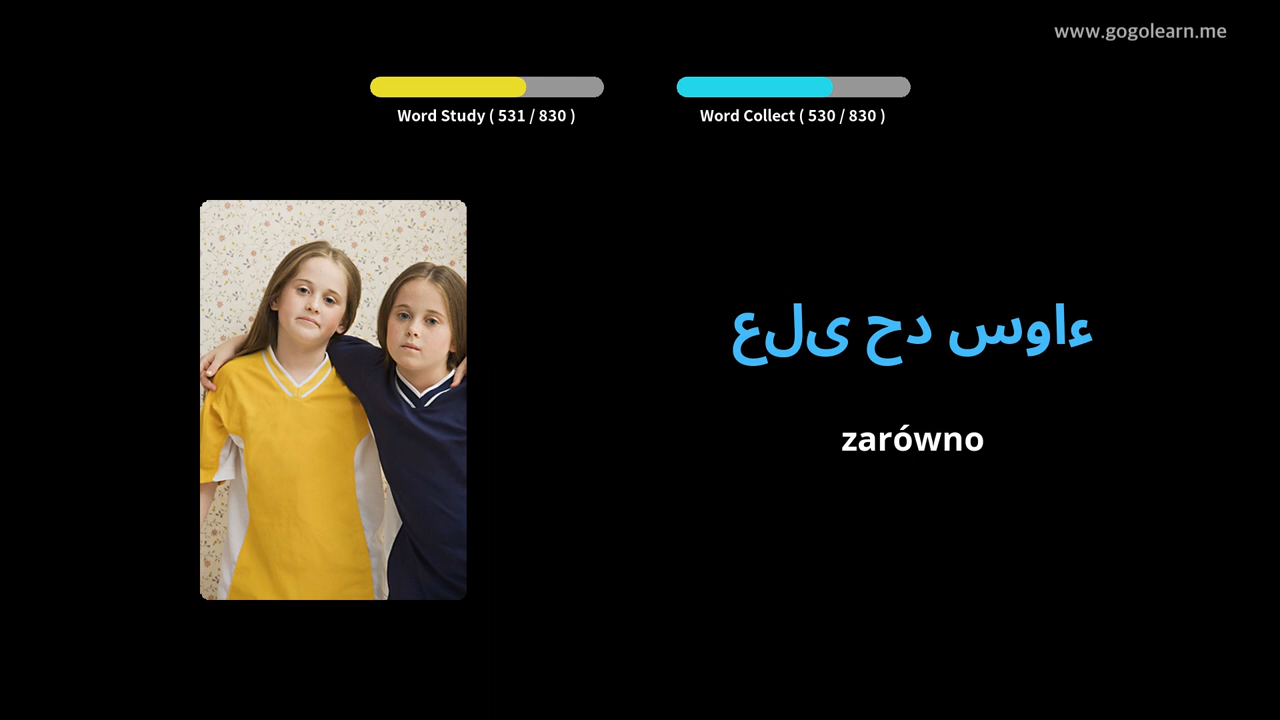 www.gogolearn.me
Word Study ( 531 / 830 )
Word Collect ( 530 / 830 )
على حد سواء
zarówno